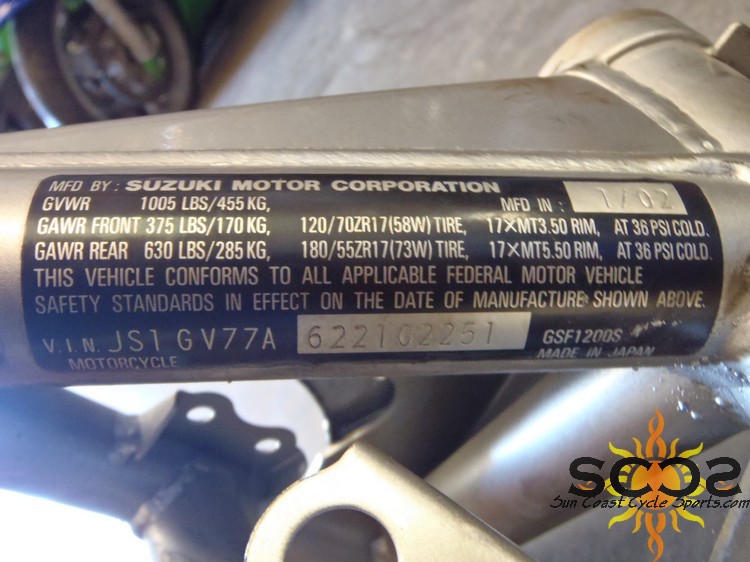 MFD BY: SUZUKI MOTOR CORPORATION
GVWR 1005 LBS/455 KG, MFD IN: 1/02
GAWR FRONT 375 LBS/170 KG, 120/70ZR17(58W) TIRE, 17×MT3.50 RIM, AT 36 PSI COLD.
GAWR REAR 630 LBS/285 KG, 180/55ZR17(73W) TIRE, 17×MT5.50 RIM, AT 36 PSI COLD.
THIS VEHICLE CONFORMS TO ALL APPLICABLE FEDERAL MOTOR VEHICLE
SAFETY STANDARDS IN EFFECT ON THE DATE OF MANUFACTURE SHOWN ABOVE.
V.I.N. JS1GV77A 622102251 GSF1200S
MOTORCYCLE MADE IN JAPAN
SCCS
Sun Coast Cycle Sports.com